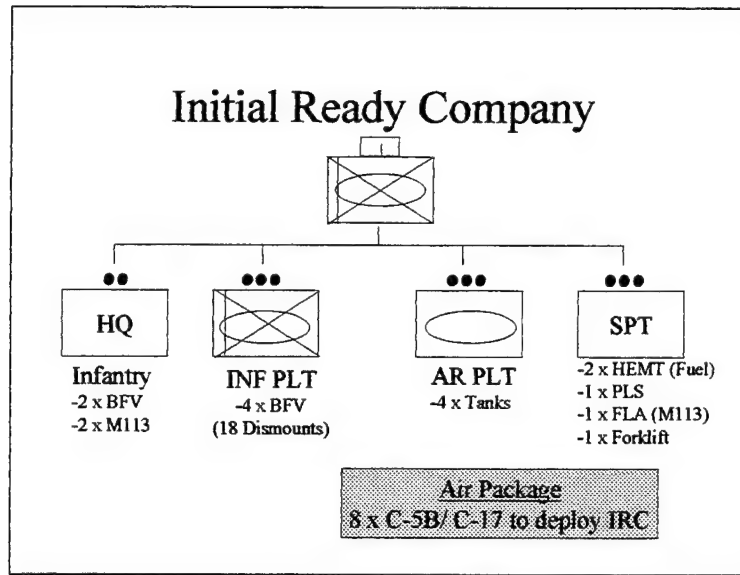 Initial Ready Company
HQ
SPT
Infantry
-2 x BFV
-2 x M113
INF PLT
-4 x BFV
(18 Dismounts)
AR PLT
-4 x Tanks
-2 x HEMT (Fuel)
-1 x PLS
-1 x FLA (M113)
-1 x Forklift
Air Package
8 x C-5B/ C-17 to deploy IRC